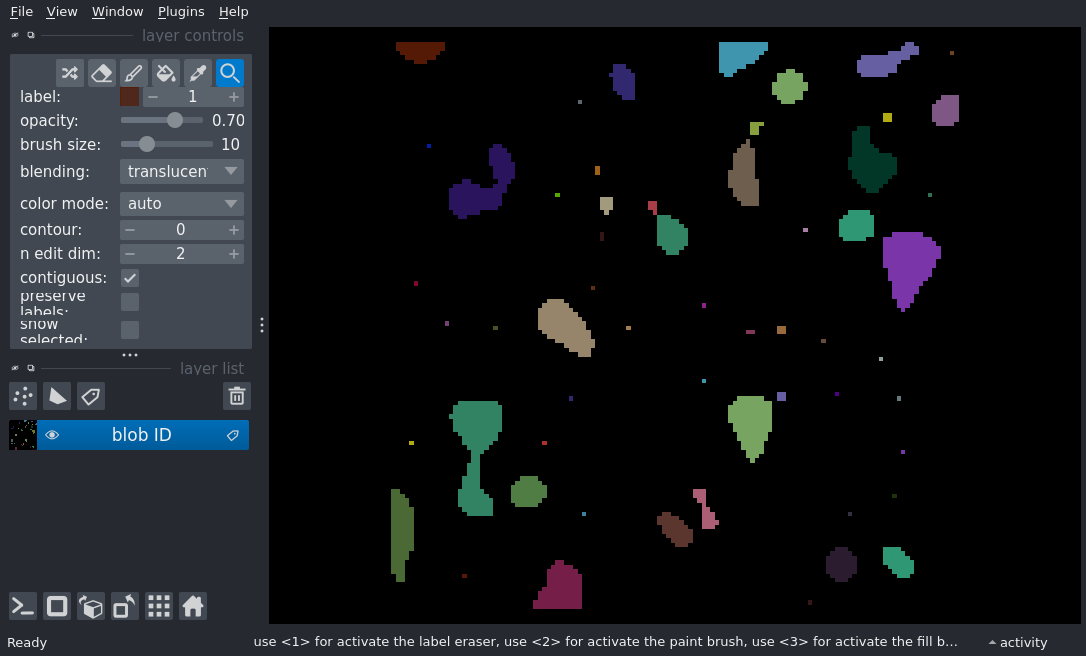 File View Window Plugins Help
layer controls
label: 1
opacity: 0.70
brush size: 10
blending: translucen
color mode: auto
contour: 0
n edit dim: 2
contiguous:
preserve
labels:
show
selected:
layer list
blob ID
Ready use <1> for activate the label eraser, use <2> for activate the paint brush, use <3> for activate the fill b... activity